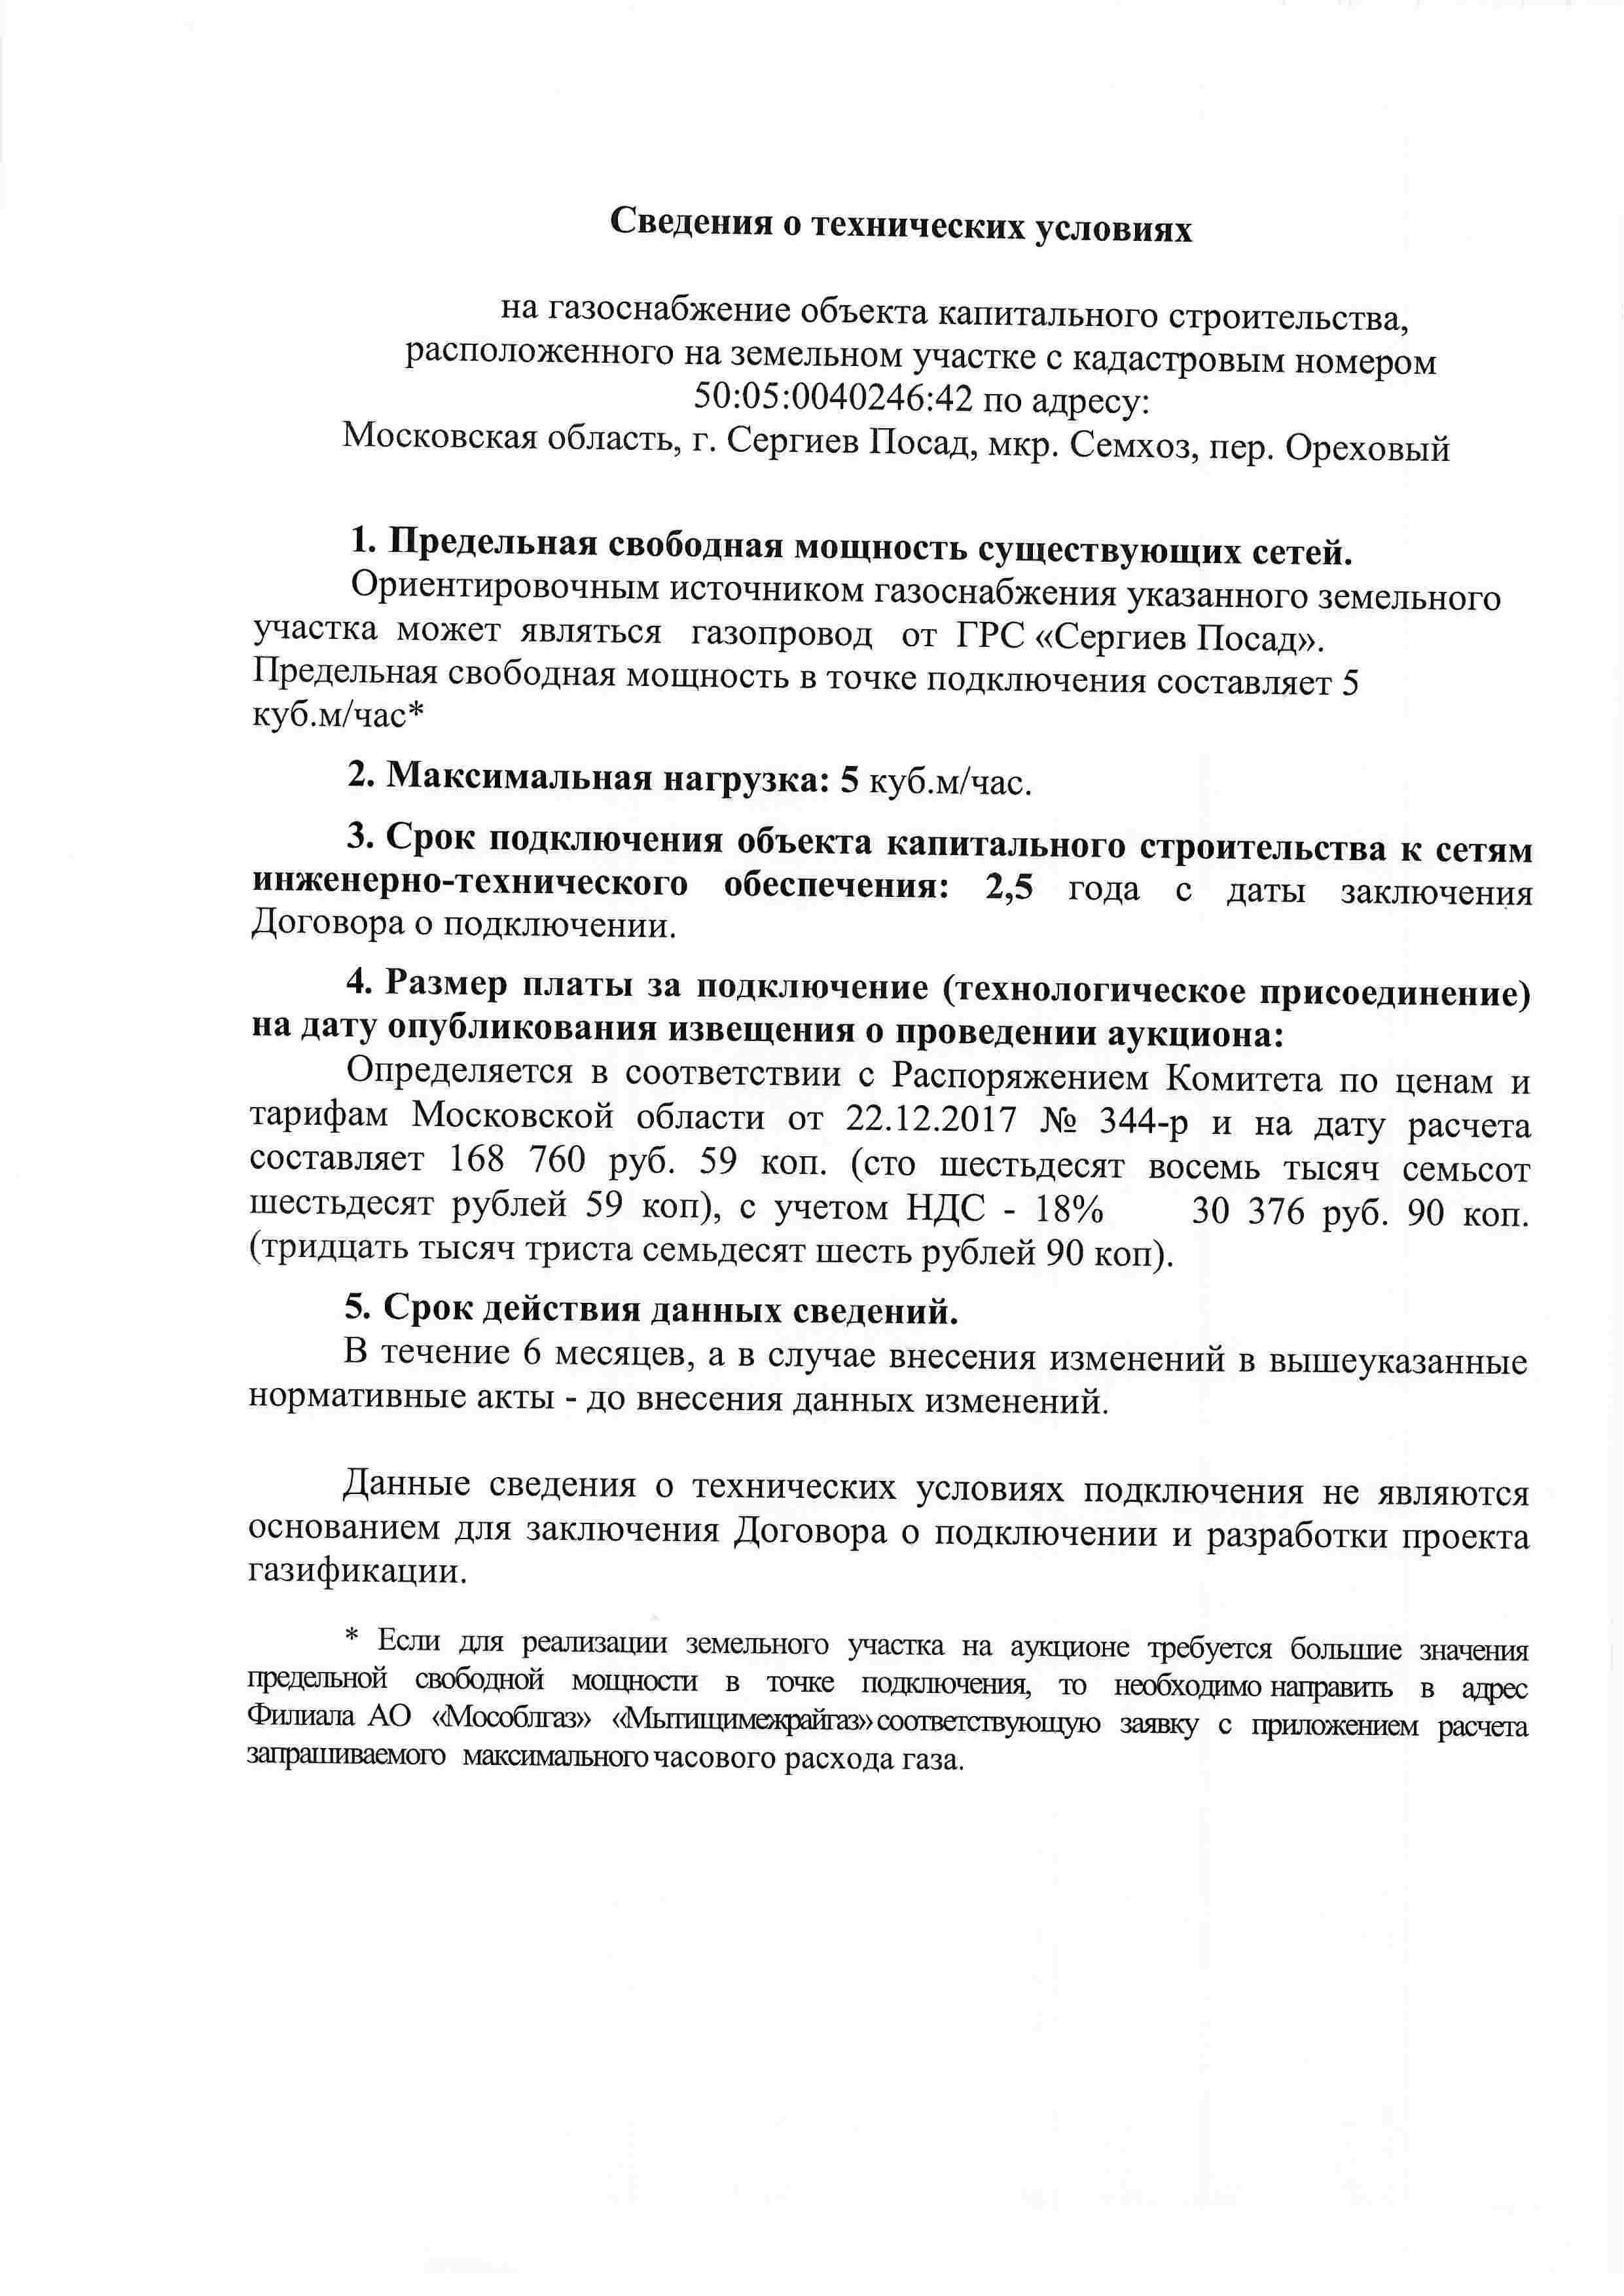 Сведения о технических условиях
на газоснабжение объекта капитального строительства,
расположенного на земельном участке с кадастровым номером
50:05:0040246:42 по адресу:
Московская область, г. Сергиев Посад, мкр. Семхоз, пер. Ореховый
1. Предельная свободная мощность существующих сетей.
Ориентировочным источником газоснабжения указанного земельного
участка может являться газопровод от ГРС «Сергиев Посад».
Предельная свободная мощность в точке подключения составляет 5
куб.м/час*
2. Максимальная нагрузка: 5 куб.м/час.
3. Срок подключения объекта капитального строительства к сетям
инженерно-технического обеспечения: 2,5 года с даты заключения
Договора о подключении.
4. Размер платы за подключение (технологическое присоединение)
на дату опубликования извещения о проведении аукциона:
Определяется в соответствии с Распоряжением Комитета по ценам и
тарифам Московской области от 22.12.2017 № 344-р и на дату расчета
составляет 168 760 руб. 59 коп. (сто шестьдесят восемь тысяч семьсот
шестьдесят рублей 59 коп), с учетом НДС - 18% 30 376 руб. 90 коп.
(тридцать тысяч триста семьдесят шесть рублей 90 коп).
5. Срок действия данных сведений.
В течение 6 месяцев, а в случае внесения изменений в вышеуказанные
нормативные акты - до внесения данных изменений.
Данные сведения о технических условиях подключения не являются
основанием для заключения Договора о подключении и разработки проекта
газификации.
* Если для реализации земельного участка на аукционе требуется большие значения
предельной свободной мощности в точке подключения, то необходимо направить в адрес
Филиала АО «Мособлгаз» «Мытищимежрайгаз» соответствующую заявку с приложением расчета
запрашиваемого максимального часового расхода газа.